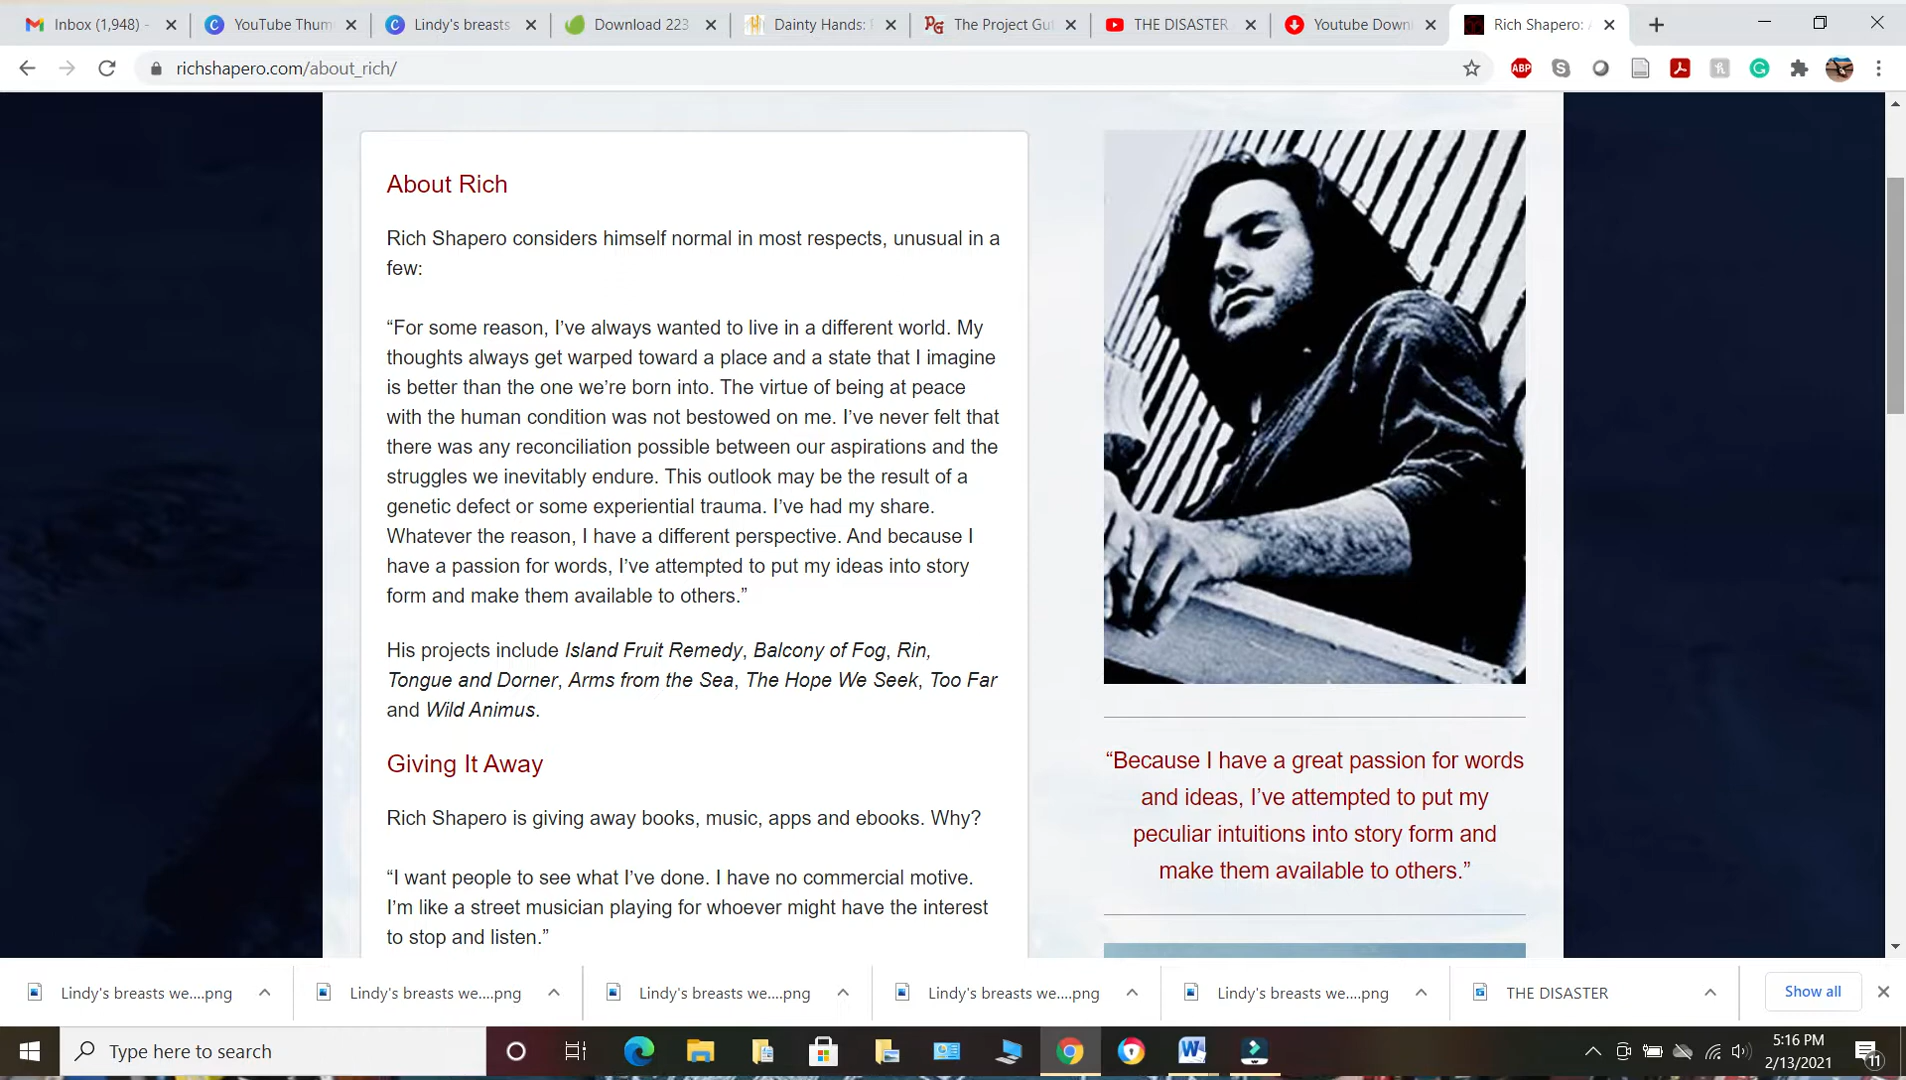 Inbox (1,948) -
YouTube Thum
Lindy's breasts
Download 223
Dainty Hands:
The Project Gut
THE DISASTER
Youtube Down
Rich Shapero:
richshapero.com/about_rich/
ABP
About Rich
Rich Shapero considers himself normal in most respects, unusual in a
few:
“For some reason, I’ve always wanted to live in a different world. My
thoughts always get warped toward a place and a state that I imagine
is better than the one we’re born into. The virtue of being at peace
with the human condition was not bestowed on me. I’ve never felt that
there was any reconciliation possible between our aspirations and the
struggles we inevitably endure. This outlook may be the result of a
genetic defect or some experiential trauma. I’ve had my share.
Whatever the reason, I have a different perspective. And because I
have a passion for words, I’ve attempted to put my ideas into story
form and make them available to others.”
His projects include Island Fruit Remedy, Balcony of Fog, Rin,
Tongue and Dorner, Arms from the Sea, The Hope We Seek, Too Far
and Wild Animus.
Giving It Away
Rich Shapero is giving away books, music, apps and ebooks. Why?
“I want people to see what I’ve done. I have no commercial motive.
I’m like a street musician playing for whoever might have the interest
to stop and listen.”
“Because I have a great passion for words
and ideas, I’ve attempted to put my
peculiar intuitions into story form and
make them available to others.”
Lindy's breasts we....png
Lindy's breasts we....png
Lindy's breasts we....png
Lindy's breasts we....png
Lindy's breasts we....png
THE DISASTER
Show all
Type here to search
5:16 PM
2/13/2021
11